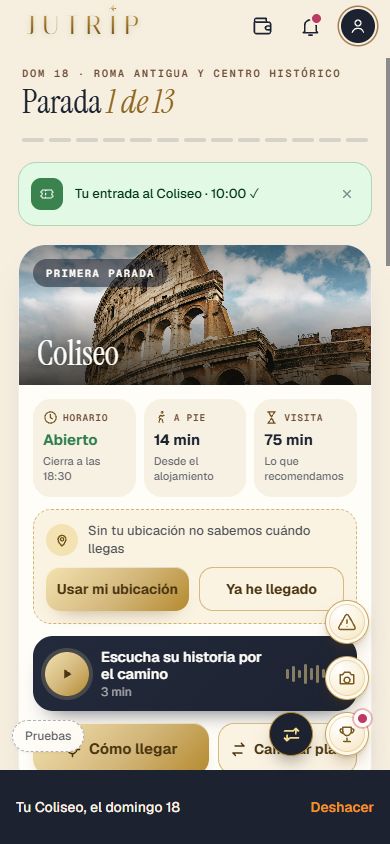 JUTRIP
DOM 18 · ROMA ANTIGUA Y CENTRO HISTÓRICO
Parada 1 de 13
Tu entrada al Coliseo · 10:00 ✓
PRIMERA PARADA
Coliseo
HORARIO
Abierto
Cierra a las
18:30
A PIE
14 min
Desde el
alojamiento
VISITA
75 min
Lo que
recomendamos
Sin tu ubicación no sabemos cuándo
llegas
Usar mi ubicación
Ya he llegado
Escucha su historia por
el camino
3 min
Pruebas
Cómo llegar
Tu Coliseo, el domingo 18
Deshacer